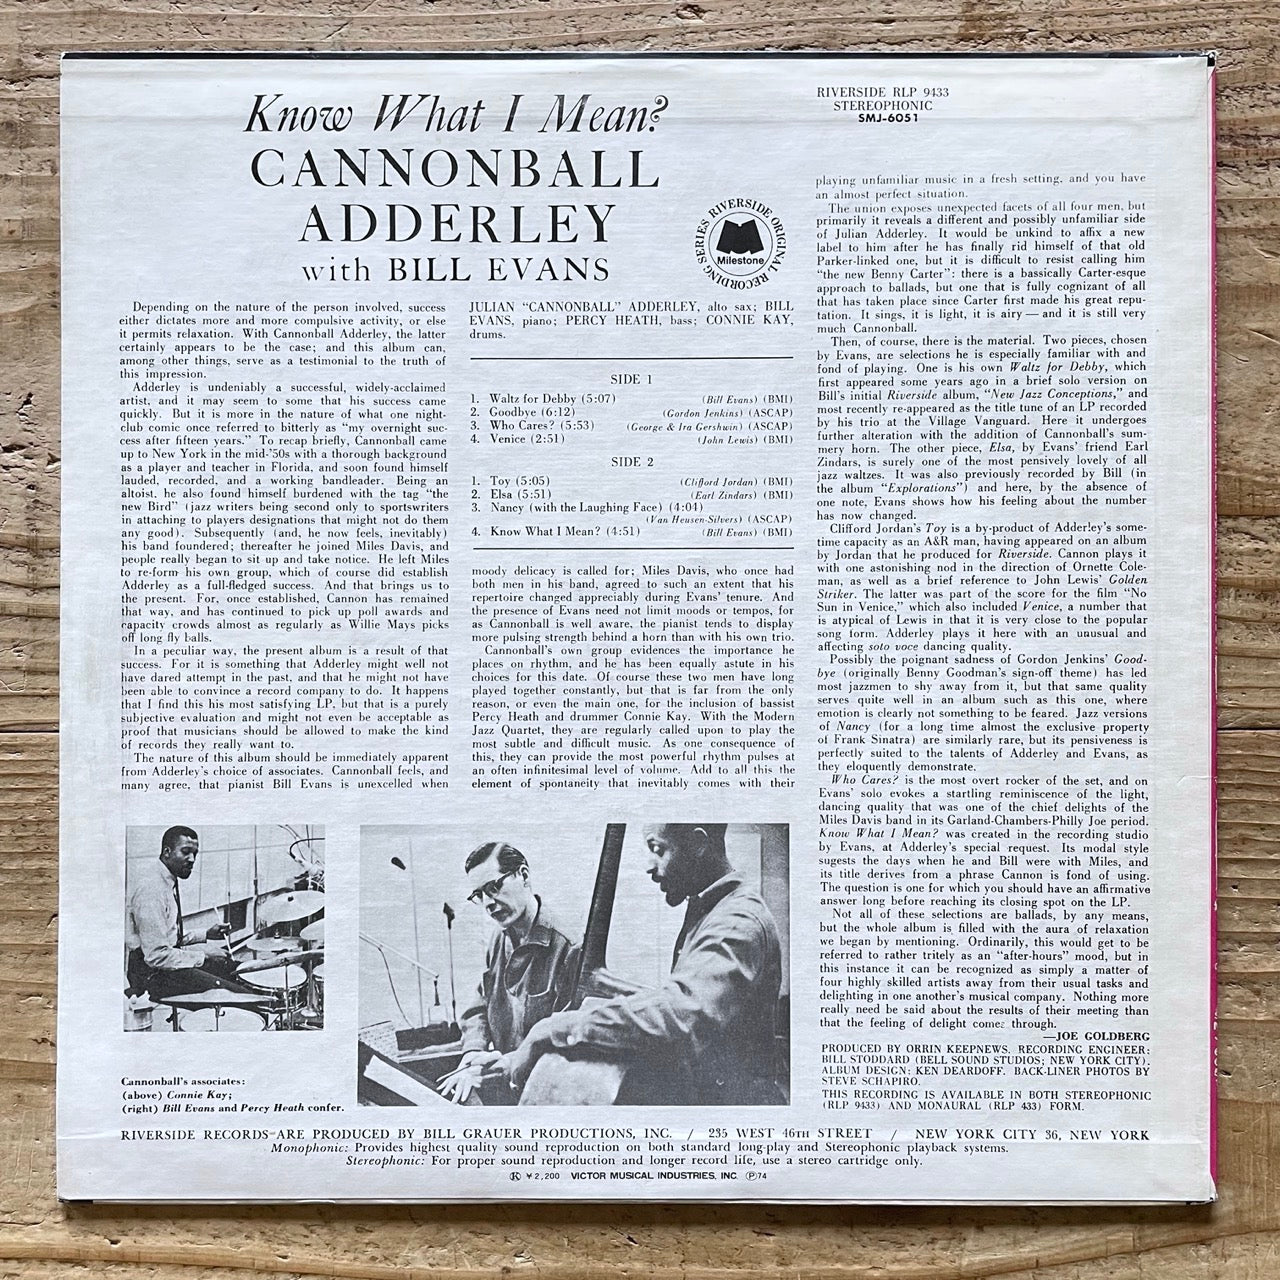 Know What I Mean?
CANNONBALL
ADDERLEY
with BILL EVANS
RIVERSIDE ORIGINAL RECORDING SERIES
Milestone
RIVERSIDE RLP 9433
STEREOPHONIC
SMJ-6051
Depending on the nature of the person involved, success
either dictates more and more compulsive activity, or else
it permits relaxation. With Cannonball Adderley, the latter
certainly appears to be the case; and this album can,
among other things, serve as a testimonial to the truth of
this impression.
Adderley is undeniably a successful, widely-acclaimed
artist, and it may seem to some that his success came
quickly. But it is more in the nature of what one night-
club comic once referred to bitterly as "my overnight suc-
cess after fifteen years." To recap briefly, Cannonball came
up to New York in the mid-'50s with a thorough background
as a player and teacher in Florida, and soon found himself
lauded, recorded, and a working bandleader. Being an
altoist, he also found himself burdened with the tag "the
new Bird" (jazz writers being second only to sportswriters
in attaching to players designations that might not do them
any good). Subsequently (and, he now feels, inevitably)
his band foundered; thereafter he joined Miles Davis, and
people really began to sit up and take notice. He left Miles
to re-form his own group, which of course did establish
Adderley as a full-fledged success. And that brings us to
the present. For, once established, Cannon has remained
that way, and has continued to pick up poll awards and
capacity crowds almost as regularly as Willie Mays picks
off long fly balls.
In a peculiar way, the present album is a result of that
success. For it is something that Adderley might well not
have dared attempt in the past, and that he might not have
been able to convince a record company to do. It happens
that I find this his most satisfying LP, but that is a purely
subjective evaluation and might not even be acceptable as
proof that musicians should be allowed to make the kind
of records they really want to.
The nature of this album should be immediately apparent
from Adderley's choice of associates. Cannonball feels, and
many agree, that pianist Bill Evans is unexcelled when
JULIAN "CANNONBALL" ADDERLEY, alto sax; BILL
EVANS, piano; PERCY HEATH, bass; CONNIE KAY,
drums.
SIDE 1
1. Waltz for Debby (5:07) (Bill Evans) (BMI)
2. Goodbye (6:12) (Gordon Jenkins) (ASCAP)
3. Who Cares? (5:53) (George & Ira Gershwin) (ASCAP)
4. Venice (2:51) (John Lewis) (BMI)
SIDE 2
1. Toy (5:05) (Clifford Jordan) (BMI)
2. Elsa (5:51) (Earl Zindars) (BMI)
3. Nancy (with the Laughing Face) (4:04)
(Van Heusen-Silvers) (ASCAP)
4. Know What I Mean? (4:51) (Bill Evans) (BMI)
moody delicacy is called for; Miles Davis, who once had
both men in his band, agreed to such an extent that his
repertoire changed appreciably during Evans' tenure. And
the presence of Evans need not limit moods or tempos, for
as Cannonball is well aware, the pianist tends to display
more pulsing strength behind a horn than with his own trio.
Cannonball's own group evidences the importance he
places on rhythm, and he has been equally astute in his
choices for this date. Of course these two men have long
played together constantly, but that is far from the only
reason, or even the main one, for the inclusion of bassist
Percy Heath and drummer Connie Kay. With the Modern
Jazz Quartet, they are regularly called upon to play the
most subtle and difficult music. As one consequence of
this, they can provide the most powerful rhythm pulses at
an often infinitesimal level of volume. Add to all this the
element of spontaneity that inevitably comes with their
playing unfamiliar music in a fresh setting, and you have
an almost perfect situation.
The union exposes unexpected facets of all four men, but
primarily it reveals a different and possibly unfamiliar side
of Julian Adderley. It would be unkind to affix a new
label to him after he has finally rid himself of that old
Parker-linked one, but it is difficult to resist calling him
"the new Benny Carter": there is a bassically Carter-esque
approach to ballads, but one that is fully cognizant of all
that has taken place since Carter first made his great repu-
tation. It sings, it is light, it is airy — and it is still very
much Cannonball.
Then, of course, there is the material. Two pieces, chosen
by Evans, are selections he is especially familiar with and
fond of playing. One is his own Waltz for Debby, which
first appeared some years ago in a brief solo version on
Bill's initial Riverside album, "New Jazz Conceptions," and
most recently re-appeared as the title tune of an LP recorded
by his trio at the Village Vanguard. Here it undergoes
further alteration with the addition of Cannonball's sum-
mery horn. The other piece, Elsa, by Evans' friend Earl
Zindars, is surely one of the most pensively lovely of all
jazz waltzes. It was also previously recorded by Bill (in
the album "Explorations") and here, by the absence of
one note, Evans shows how his feeling about the number
has now changed.
Clifford Jordan's Toy is a by-product of Adderley's some-
time capacity as an A&R man, having appeared on an album
by Jordan that he produced for Riverside. Cannon plays it
with one astonishing nod in the direction of Ornette Cole-
man, as well as a brief reference to John Lewis' Golden
Striker. The latter was part of the score for the film "No
Sun in Venice," which also included Venice, a number that
is atypical of Lewis in that it is very close to the popular
song form. Adderley plays it here with an unusual and
affecting soto voce dancing quality.
Possibly the poignant sadness of Gordon Jenkins' Good-
bye (originally Benny Goodman's sign-off theme) has led
most jazzmen to shy away from it, but that same quality
serves quite well in an album such as this one, where
emotion is clearly not something to be feared. Jazz versions
of Nancy (for a long time almost the exclusive property
of Frank Sinatra) are similarly rare, but its pensiveness is
perfectly suited to the talents of Adderley and Evans, as
they eloquently demonstrate.
Who Cares? is the most overt rocker of the set, and on
Evans' solo evokes a startling reminiscence of the light,
dancing quality that was one of the chief delights of the
Miles Davis band in its Garland-Chambers-Philly Joe period.
Know What I Mean? was created in the recording studio
by Evans, at Adderley's special request. Its modal style
sugests the days when he and Bill were with Miles, and
its title derives from a phrase Cannon is fond of using.
The question is one for which you should have an affirmative
answer long before reaching its closing spot on the LP.
Not all of these selections are ballads, by any means,
but the whole album is filled with the aura of relaxation
we began by mentioning. Ordinarily, this would get to be
referred to rather tritely as an "after-hours" mood, but in
this instance it can be recognized as simply a matter of
four highly skilled artists away from their usual tasks and
delighting in one another's musical company. Nothing more
really need be said about the results of their meeting than
that the feeling of delight comes through.
—JOE GOLDBERG
PRODUCED BY ORRIN KEEPNEWS. RECORDING ENGINEER:
BILL STODDARD (BELL SOUND STUDIOS; NEW YORK CITY).
ALBUM DESIGN: KEN DEARDOFF. BACK-LINER PHOTOS BY
STEVE SCHAPIRO.
THIS RECORDING IS AVAILABLE IN BOTH STEREOPHONIC
(RLP 9433) AND MONAURAL (RLP 433) FORM.
Cannonball's associates:
(above) Connie Kay;
(right) Bill Evans and Percy Heath confer.
RIVERSIDE RECORDS ARE PRODUCED BY BILL GRAUER PRODUCTIONS, INC. / 235 WEST 46TH STREET / NEW YORK CITY 36, NEW YORK
Monophonic: Provides highest quality sound reproduction on both standard long-play and Stereophonic playback systems.
Stereophonic: For proper sound reproduction and longer record life, use a stereo cartridge only.
Ⓚ ¥2,200 VICTOR MUSICAL INDUSTRIES, INC. Ⓟ74